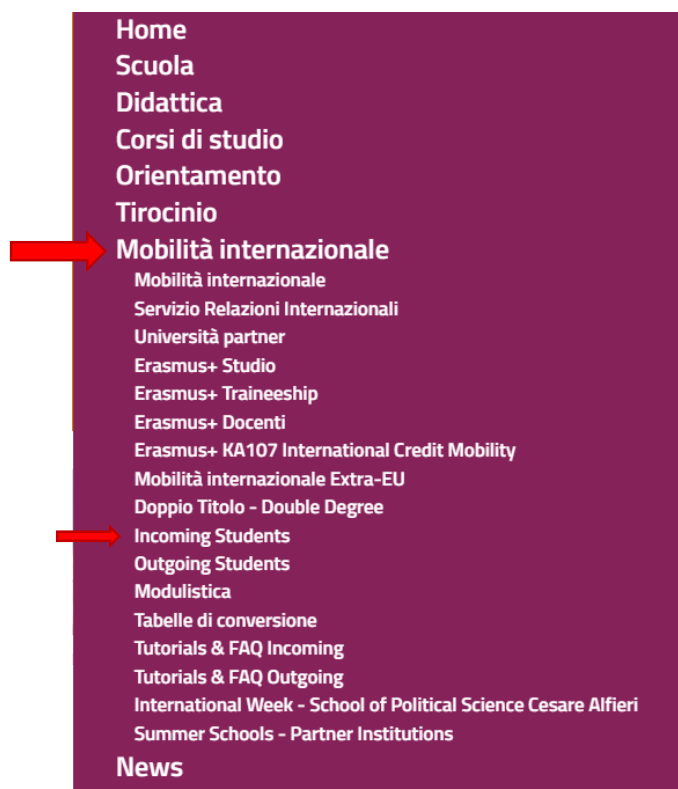 Home
Scuola
Didattica
Corsi di studio
Orientamento
Tirocinio
Mobilità internazionale
Mobilità internazionale
Servizio Relazioni Internazionali
Università partner
Erasmus+ Studio
Erasmus+ Traineeship
Erasmus+ Docenti
Erasmus+ KA107 International Credit Mobility
Mobilità internazionale Extra-EU
Doppio Titolo - Double Degree
Incoming Students
Outgoing Students
Modulistica
Tabelle di conversione
Tutorials & FAQ Incoming
Tutorials & FAQ Outgoing
International Week - School of Political Science Cesare Alfieri
Summer Schools - Partner Institutions
News